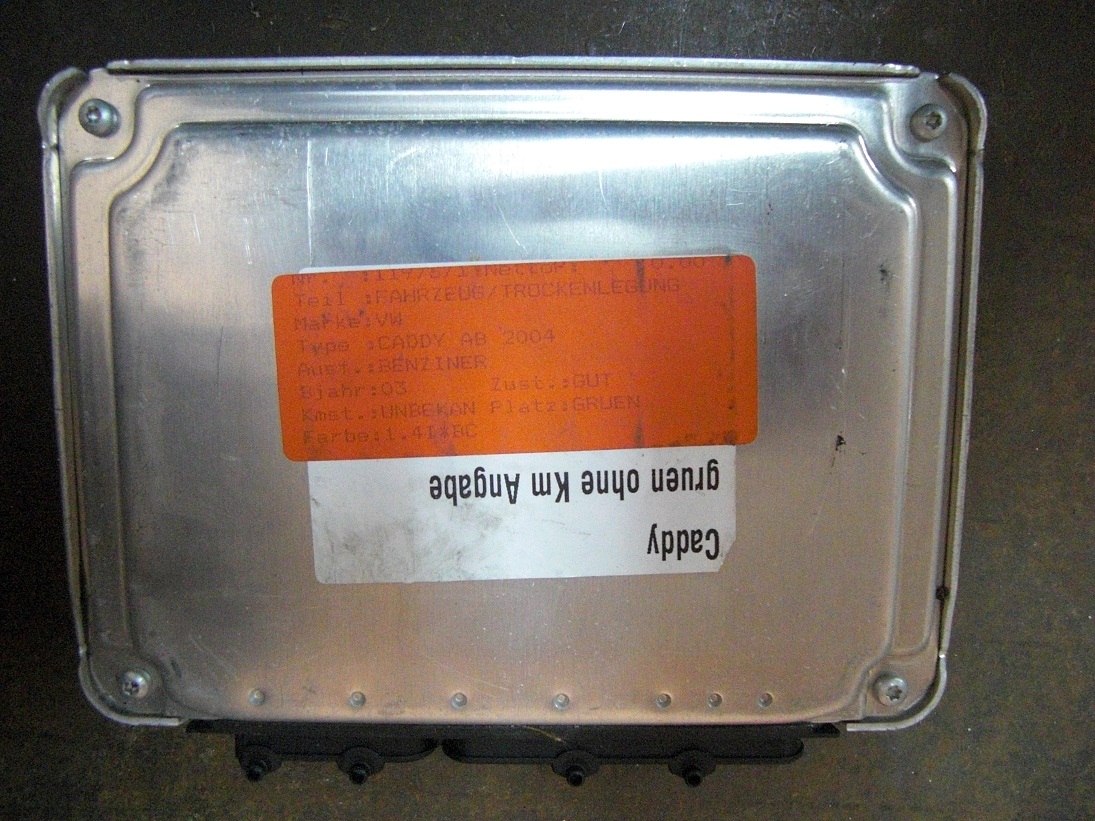 Teil :FAHRZEUG/TROCKENLEGUNG
Marke:VW
Type :CADDY AB 2004
Ausf.:BENZINER
Bjahr:03 Zust.:GUT
Kmst.:UNBEKAN Platz:GRUEN
Farbe:1.4I*BC
Caddy
gruen ohne Km Angabe